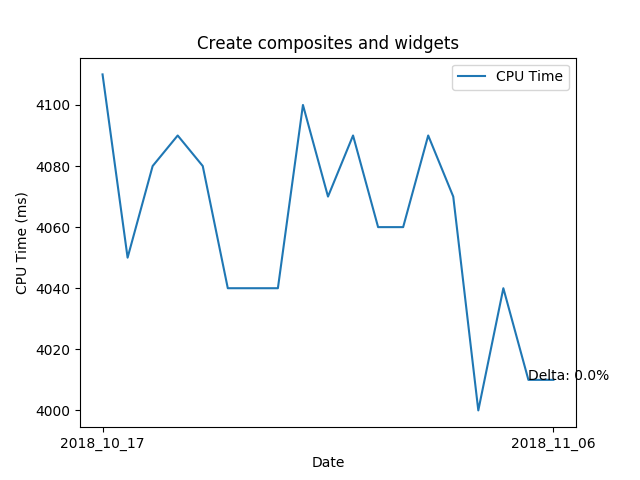 Create composites and widgets
CPU Time
CPU Time (ms)
4100
4080
4060
4040
4020
4000
Delta: 0.0%
2018_10_17
2018_11_06
Date